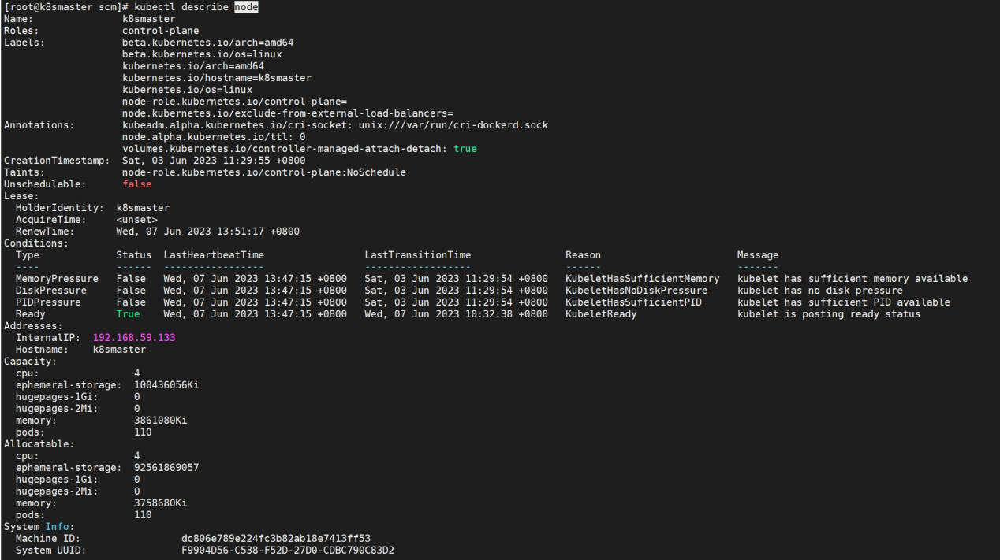 [root@k8smaster scm]# kubectl describe node
Name:               k8smaster
Roles:              control-plane
Labels:             beta.kubernetes.io/arch=amd64
                    beta.kubernetes.io/os=linux
                    kubernetes.io/arch=amd64
                    kubernetes.io/hostname=k8smaster
                    kubernetes.io/os=linux
                    node-role.kubernetes.io/control-plane=
                    node.kubernetes.io/exclude-from-external-load-balancers=
Annotations:        kubeadm.alpha.kubernetes.io/cri-socket: unix:///var/run/cri-dockerd.sock
                    node.alpha.kubernetes.io/ttl: 0
                    volumes.kubernetes.io/controller-managed-attach-detach: true
CreationTimestamp:  Sat, 03 Jun 2023 11:29:55 +0800
Taints:             node-role.kubernetes.io/control-plane:NoSchedule
Unschedulable:      false
Lease:
  HolderIdentity:  k8smaster
  AcquireTime:     <unset>
  RenewTime:       Wed, 07 Jun 2023 13:51:17 +0800
Conditions:
  Type             Status  LastHeartbeatTime                 LastTransitionTime                Reason                       Message
  ----             ------  -----------------                 ------------------                ------                       -------
  MemoryPressure   False   Wed, 07 Jun 2023 13:47:15 +0800   Sat, 03 Jun 2023 11:29:54 +0800   KubeletHasSufficientMemory   kubelet has sufficient memory available
  DiskPressure     False   Wed, 07 Jun 2023 13:47:15 +0800   Sat, 03 Jun 2023 11:29:54 +0800   KubeletHasNoDiskPressure     kubelet has no disk pressure
  PIDPressure      False   Wed, 07 Jun 2023 13:47:15 +0800   Sat, 03 Jun 2023 11:29:54 +0800   KubeletHasSufficientPID      kubelet has sufficient PID available
  Ready            True    Wed, 07 Jun 2023 13:47:15 +0800   Wed, 07 Jun 2023 10:32:38 +0800   KubeletReady                 kubelet is posting ready status
Addresses:
  InternalIP:  192.168.59.133
  Hostname:    k8smaster
Capacity:
  cpu:                4
  ephemeral-storage:  100436056Ki
  hugepages-1Gi:      0
  hugepages-2Mi:      0
  memory:             3861080Ki
  pods:               110
Allocatable:
  cpu:                4
  ephemeral-storage:  92561869057
  hugepages-1Gi:      0
  hugepages-2Mi:      0
  memory:             3758680Ki
  pods:               110
System Info:
  Machine ID:                 dc806e789e224fc3b82ab18e7413ff53
  System UUID:                F9904D56-C538-F52D-27D0-CDBC790C83D2